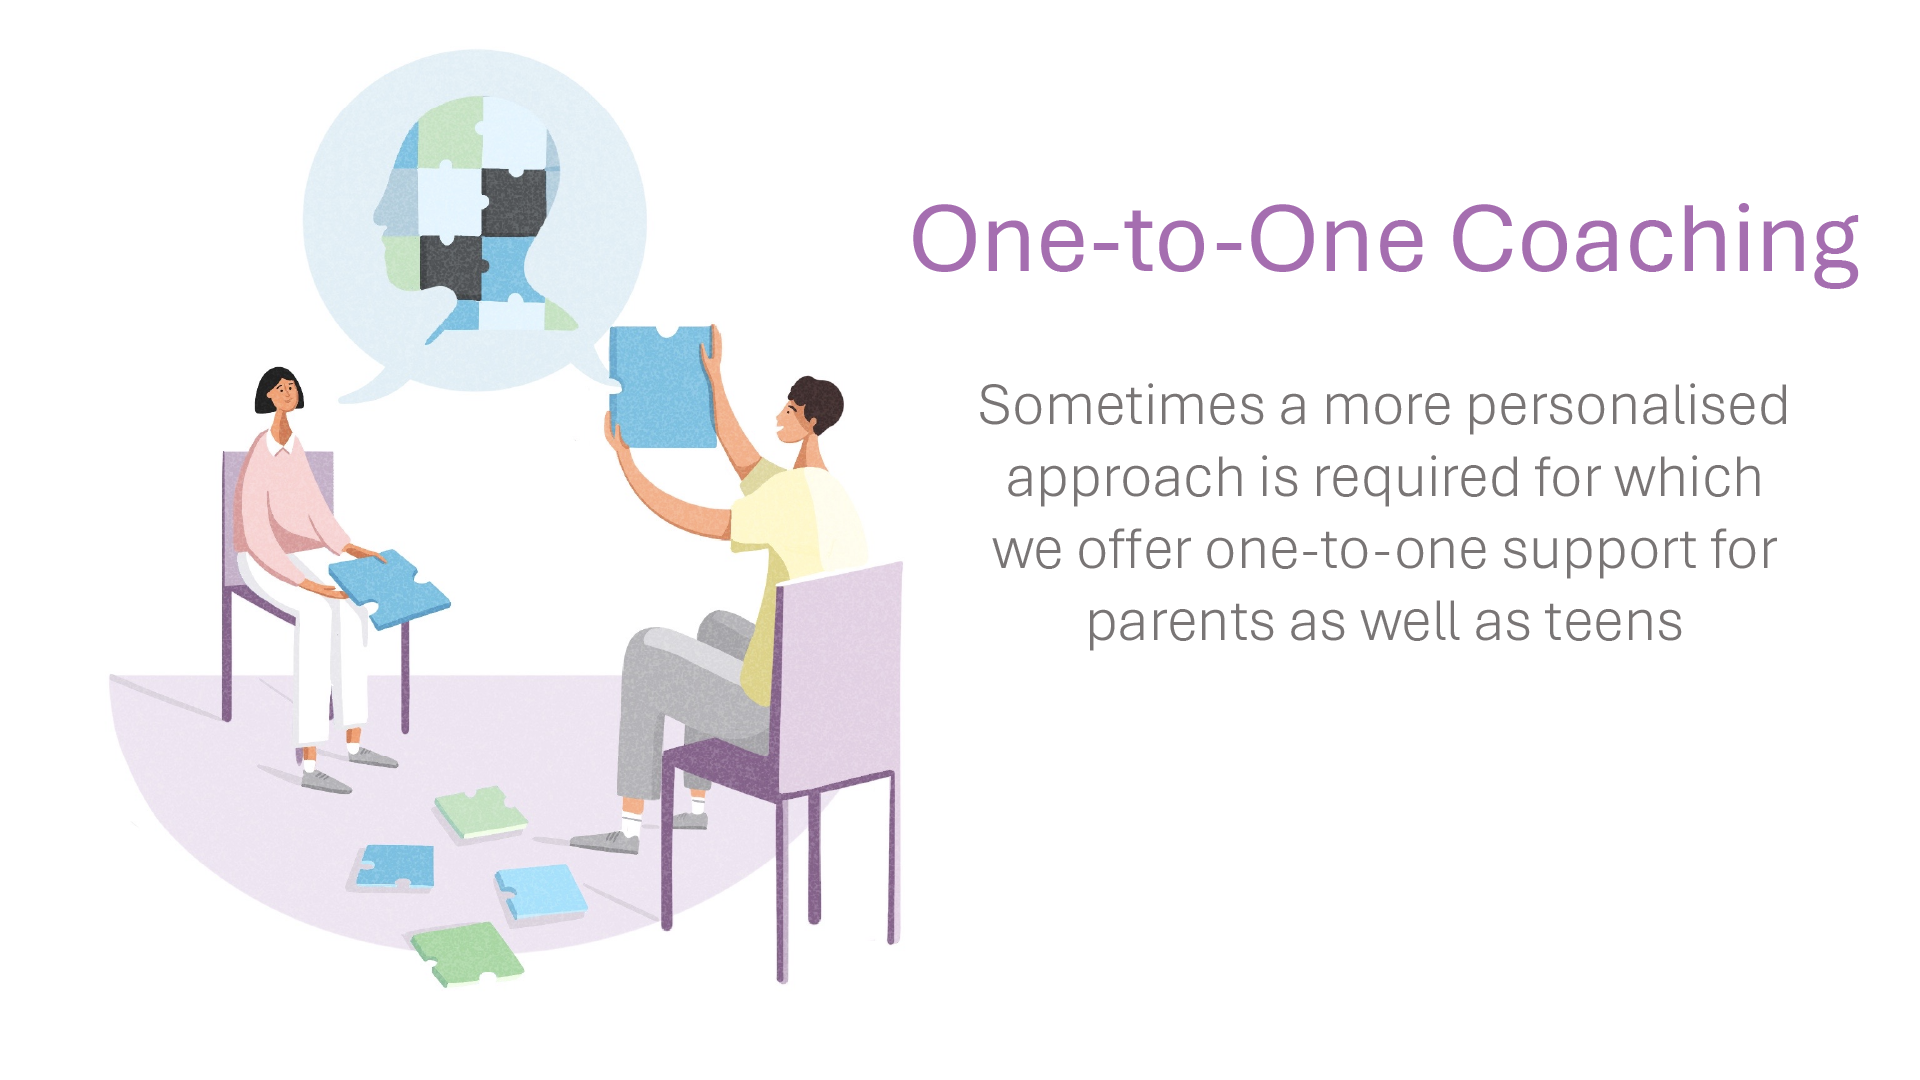 One-to-One Coaching
Sometimes a more personalised
approach is required for which
we offer one-to-one support for
parents as well as teens